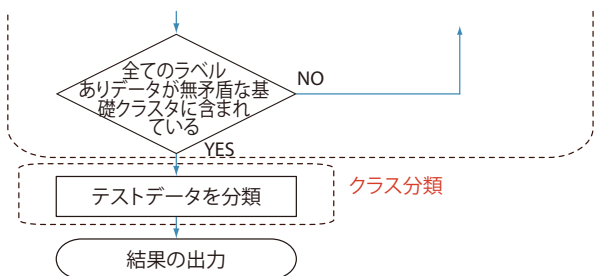 全てのラベル
ありデータが無矛盾な基
礎クラスタに含まれ
ている
NO
YES
テストデータを分類
クラス分類
結果の出力